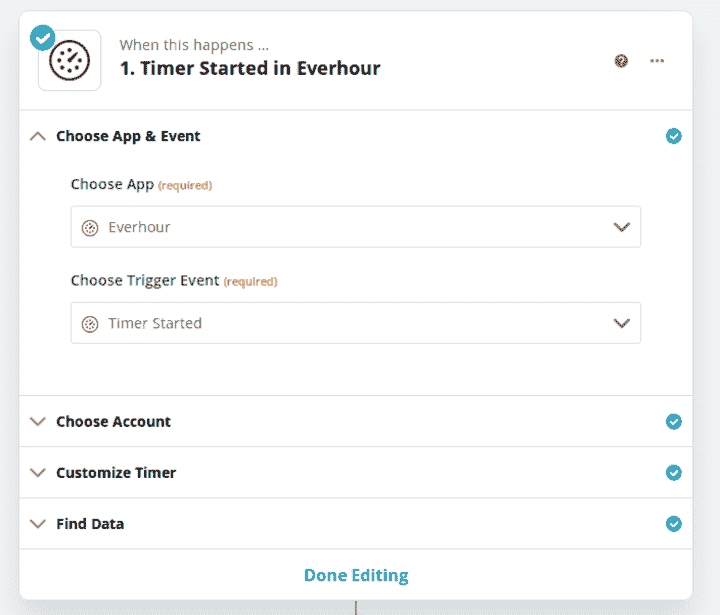 When this happens ...
1. Timer Started in Everhour
Choose App & Event
Choose App (required)
Everhour
Choose Trigger Event (required)
Timer Started
Choose Account
Customize Timer
Find Data
Done Editing